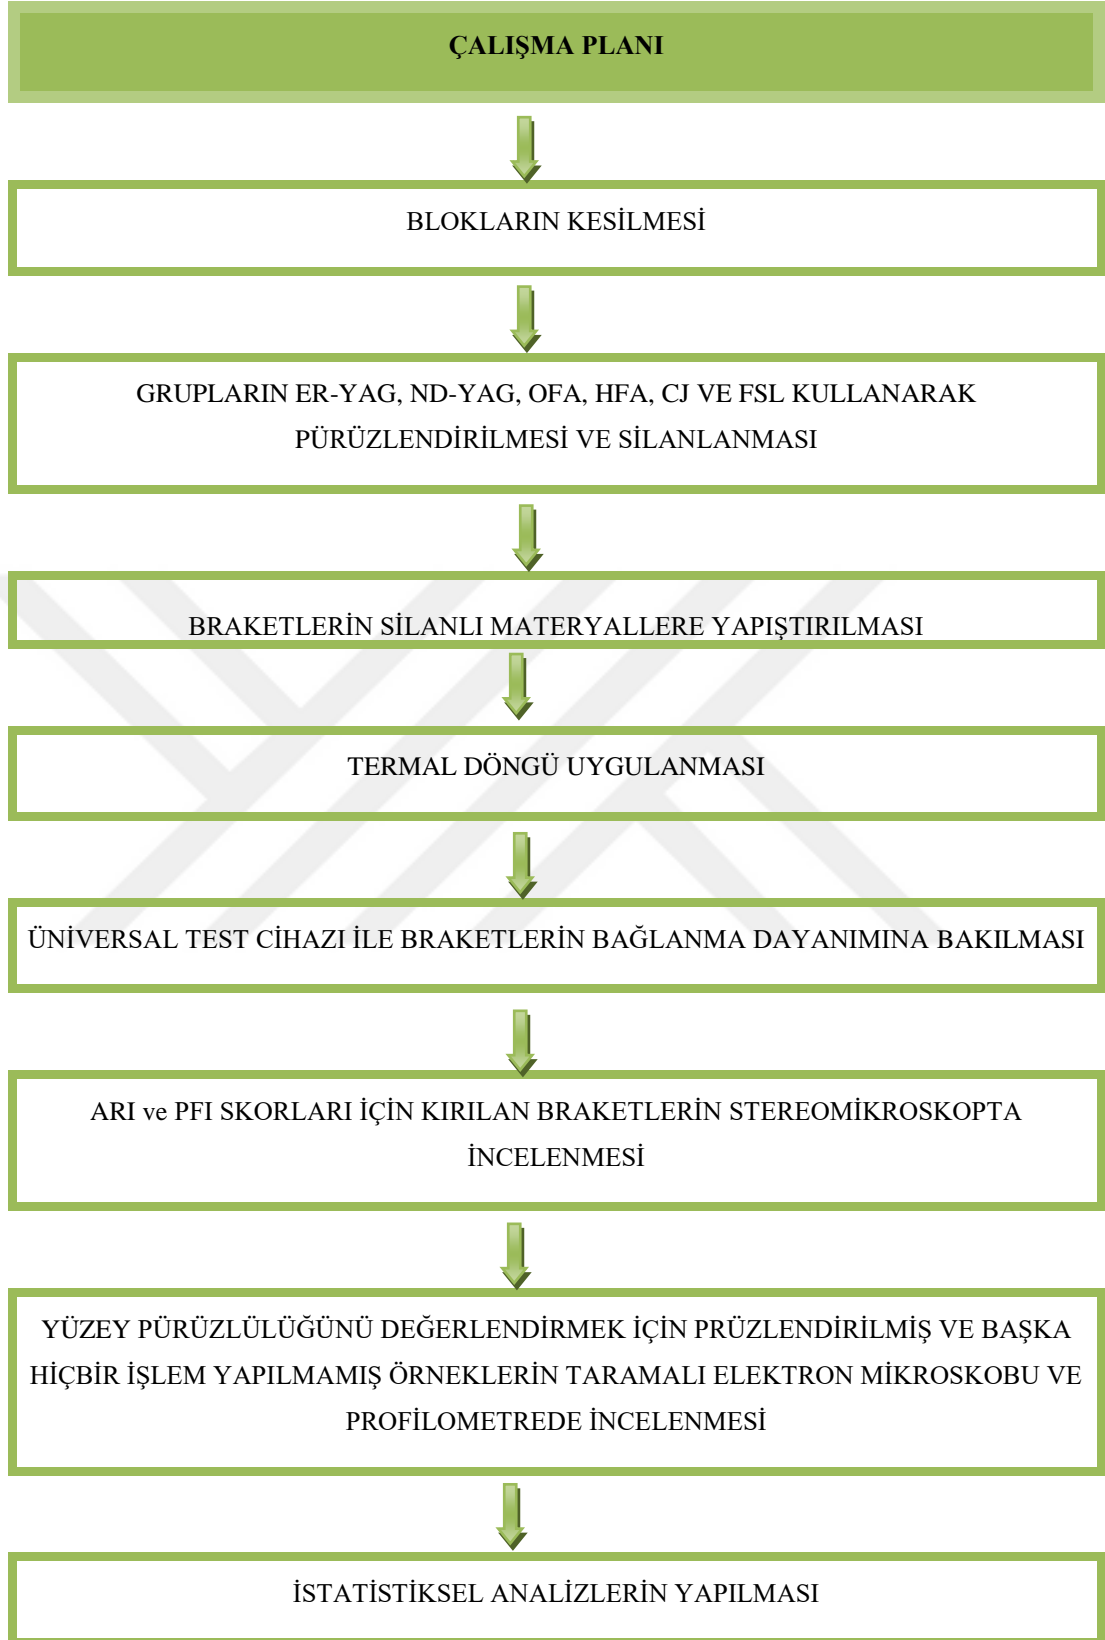 ÇALIŞMA PLANI
BLOKLARIN KESİLMESİ
GRUPLARIN ER-YAG, ND-YAG, OFA, HFA, CJ VE FSL KULLANARAK
PÜRÜZLENDİRİLMESİ VE SİLANLANMASI
BRAKETLERİN SİLANLI MATERYALLERE YAPIŞTIRILMASI
TERMAL DÖNGÜ UYGULANMASI
ÜNİVERSAL TEST CİHAZI İLE BRAKETLERİN BAĞLANMA DAYANIMINA BAKILMASI
ARI ve PFI SKORLARI İÇİN KIRILAN BRAKETLERİN STEREOMİKROSKOPTA
İNCELENMESİ
YÜZEY PÜRÜZLÜLÜĞÜNÜ DEĞERLENDİRMEK İÇİN PRÜZLENDİRİLMİŞ VE BAŞKA
HİÇBİR İŞLEM YAPILMAMIŞ ÖRNEKLERİN TARAMALI ELEKTRON MİKROSKOBU VE
PROFİLOMETREDE İNCELENMESİ
İSTATİSTİKSEL ANALİZLERİN YAPILMASI